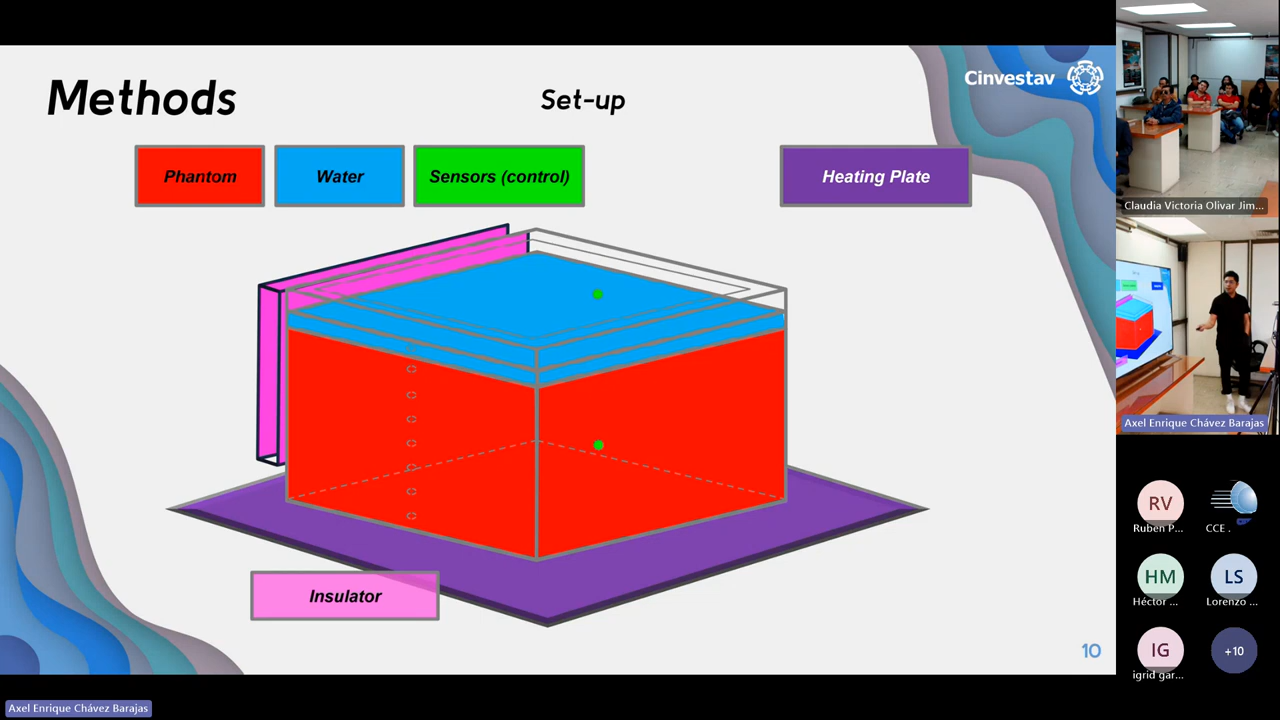 Methods
Set-up
Cinvestav
Phantom
Water
Sensors (control)
Heating Plate
Insulator
10
Axel Enrique Chávez Barajas
Claudia Victoria Olivar Jim...
Axel Enrique Chávez Barajas
RV
Ruben P...
CCE .
HM
Héctor ...
LS
Lorenzo ...
IG
igrid gar...
+10